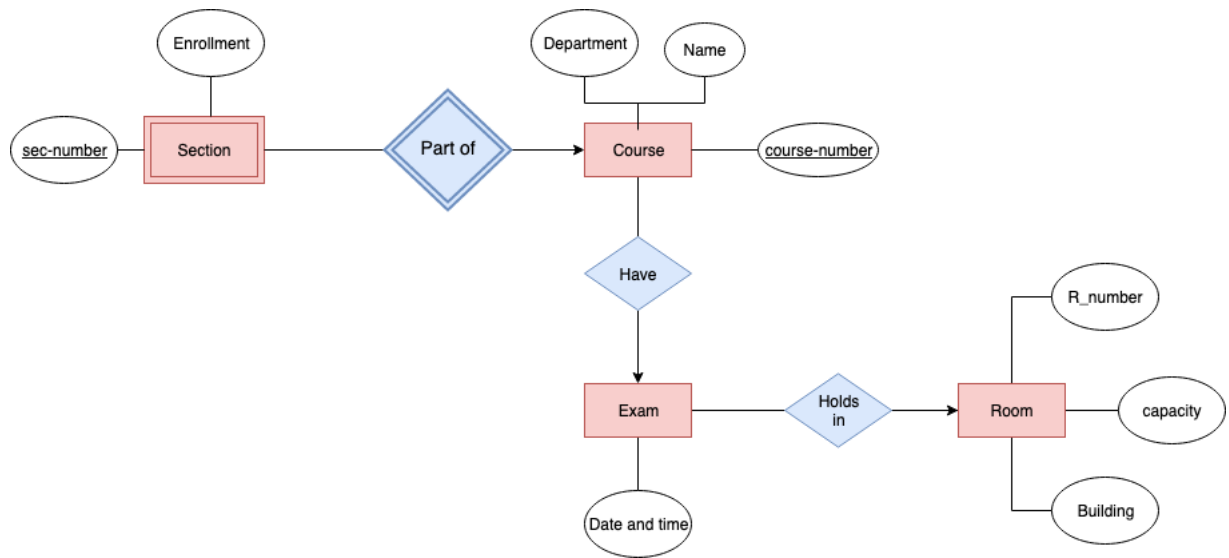 Enrollment
Department
Name
sec-number
Section
Part of
Course
course-number
Have
R_number
Exam
Holds
in
Room
capacity
Date and time
Building